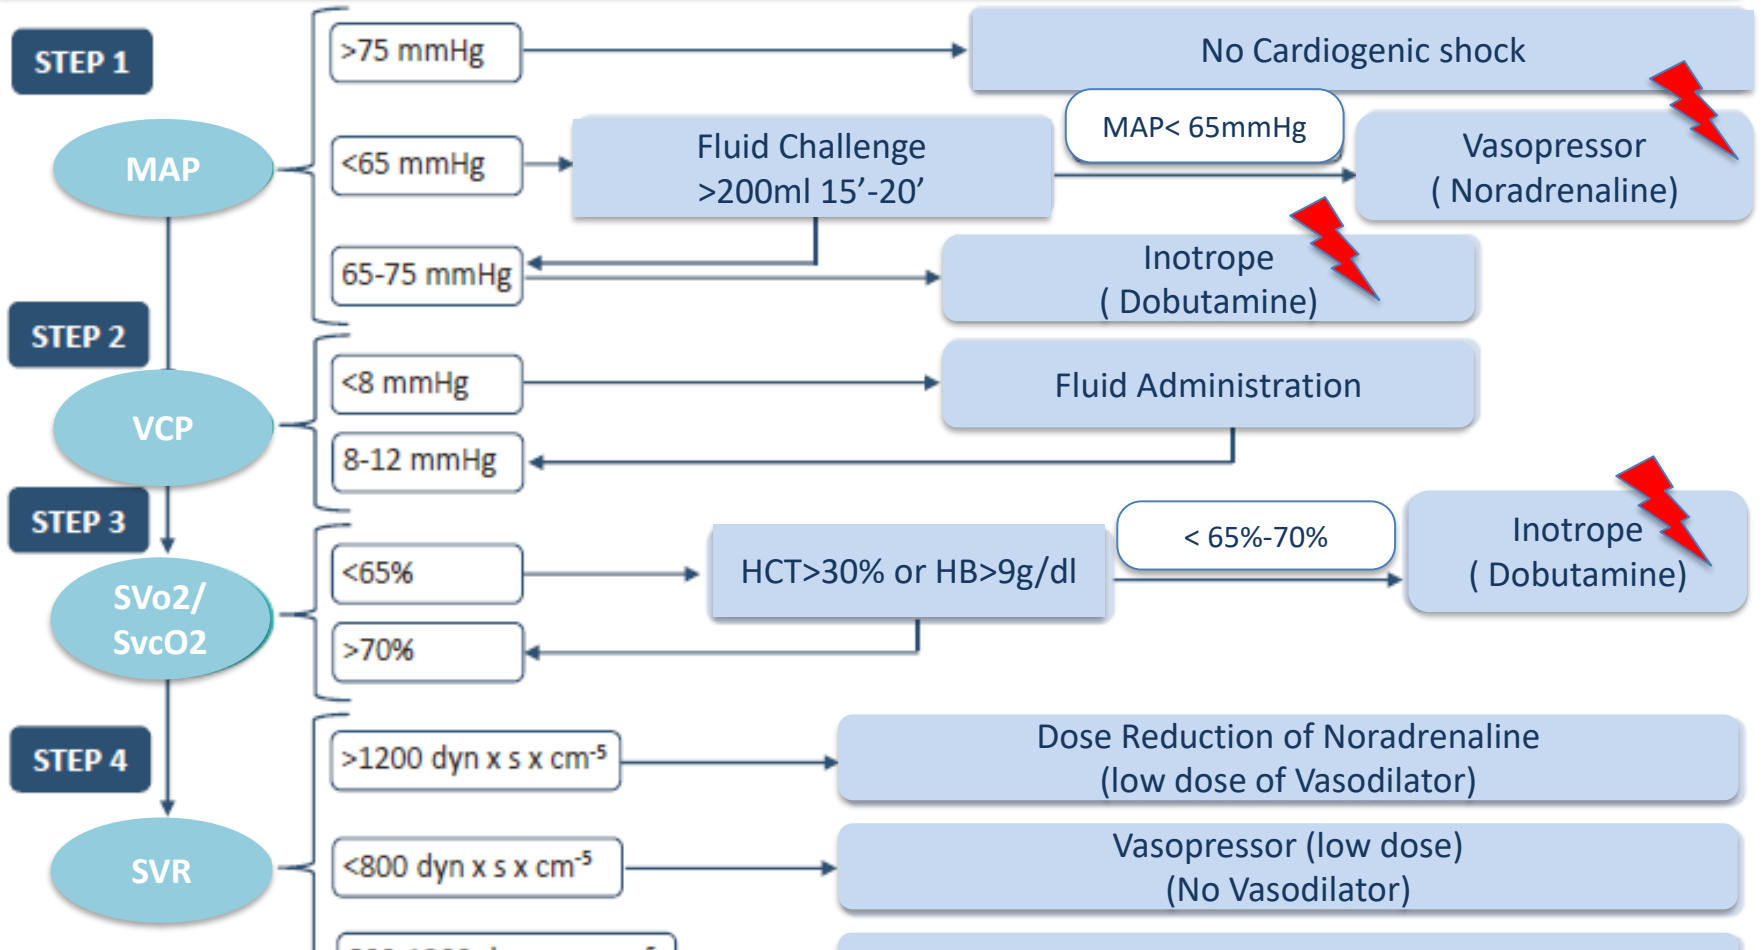 STEP 1
MAP
>75 mmHg
No Cardiogenic shock
<65 mmHg
Fluid Challenge
>200ml 15’-20’
MAP< 65mmHg
Vasopressor
( Noradrenaline)
65-75 mmHg
Inotrope
( Dobutamine)
STEP 2
VCP
<8 mmHg
Fluid Administration
8-12 mmHg
STEP 3
SVo2/
SvcO2
<65%
HCT>30% or HB>9g/dl
< 65%-70%
Inotrope
( Dobutamine)
>70%
STEP 4
SVR
>1200 dyn x s x cm-5
Dose Reduction of Noradrenaline
(low dose of Vasodilator)
<800 dyn x s x cm-5
Vasopressor (low dose)
(No Vasodilator)